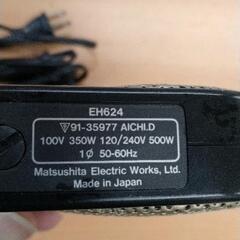 EH624
91-35977 AICHI.D
100V 350W 120/240V 500W
1φ 50-60Hz
Matsushita Electric Works, Ltd.
Made in Japan